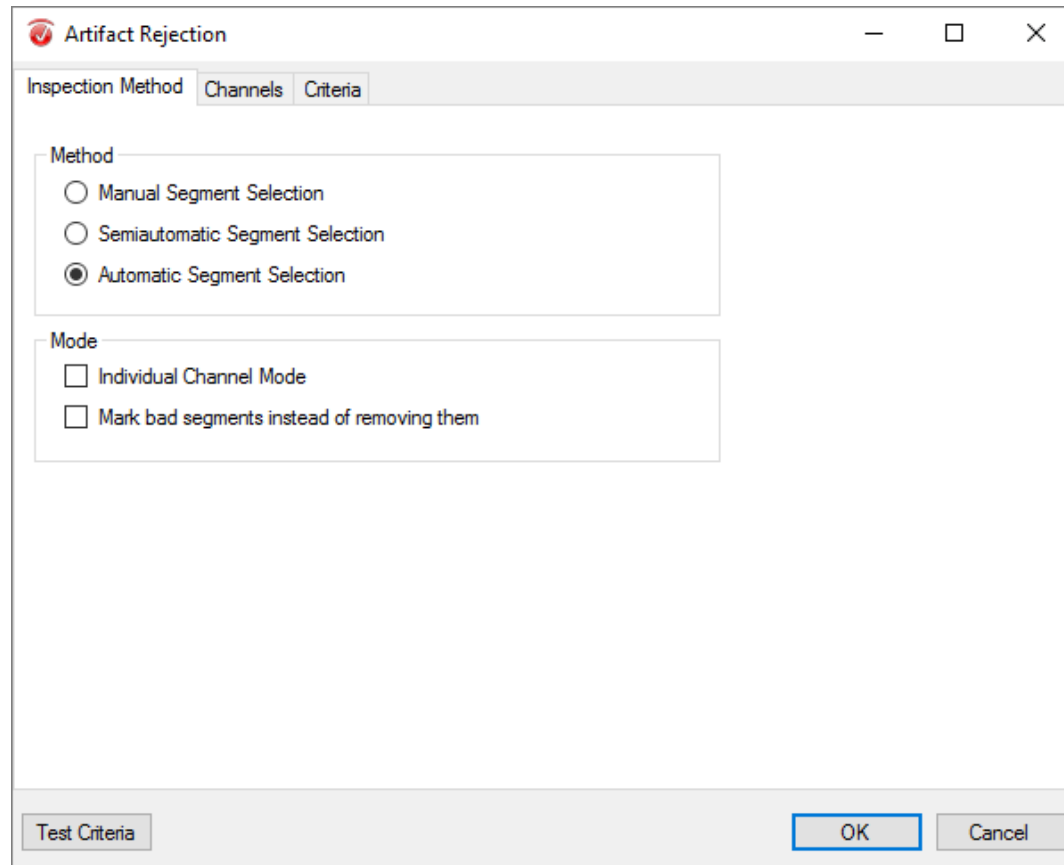 Artifact Rejection
Inspection Method Channels Criteria
Method
Manual Segment Selection
Semiautomatic Segment Selection
Automatic Segment Selection
Mode
Individual Channel Mode
Mark bad segments instead of removing them
Test Criteria OK Cancel